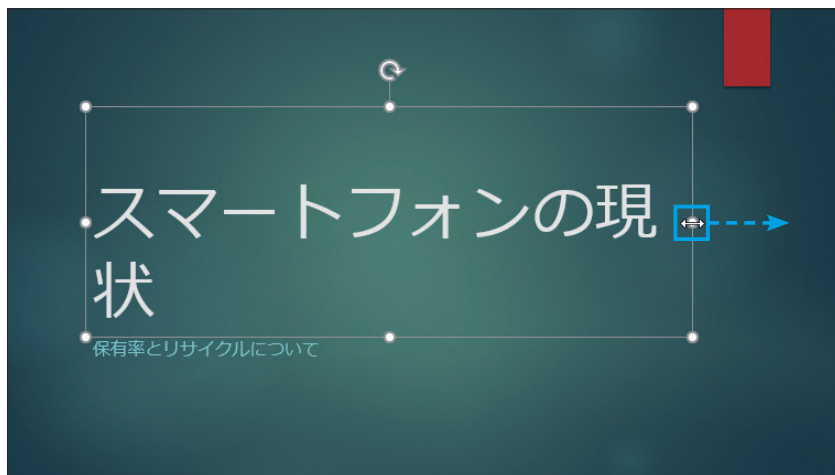 スマートフォンの現
状
保有率とリサイクルについて